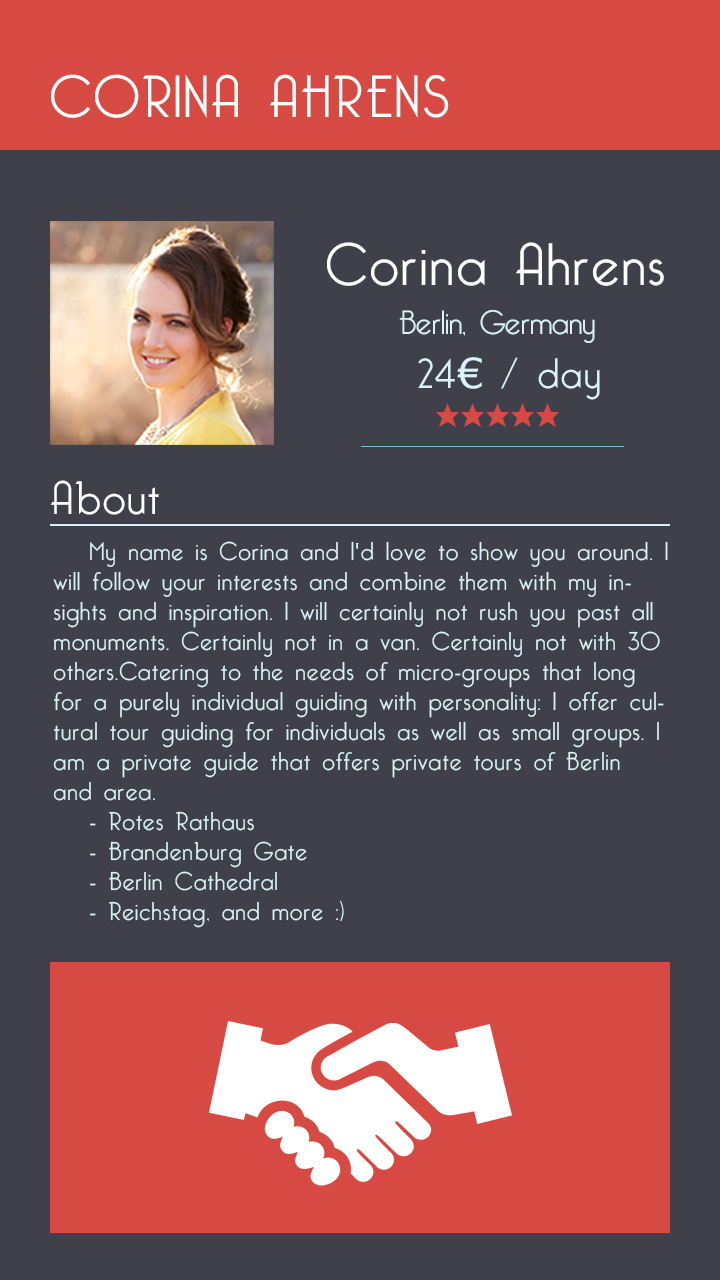 CORINA AHRENS
Corina Ahrens
Berlin, Germany
24€ / day
About
My name is Corina and I'd love to show you around. I
will follow your interests and combine them with my in-
sights and inspiration. I will certainly not rush you past all
monuments. Certainly not in a van. Certainly not with 30
others.Catering to the needs of micro-groups that long
for a purely individual guiding with personality: I offer cul-
tural tour guiding for individuals as well as small groups. I
am a private guide that offers private tours of Berlin
and area.
- Rotes Rathaus
- Brandenburg Gate
- Berlin Cathedral
- Reichstag, and more :)